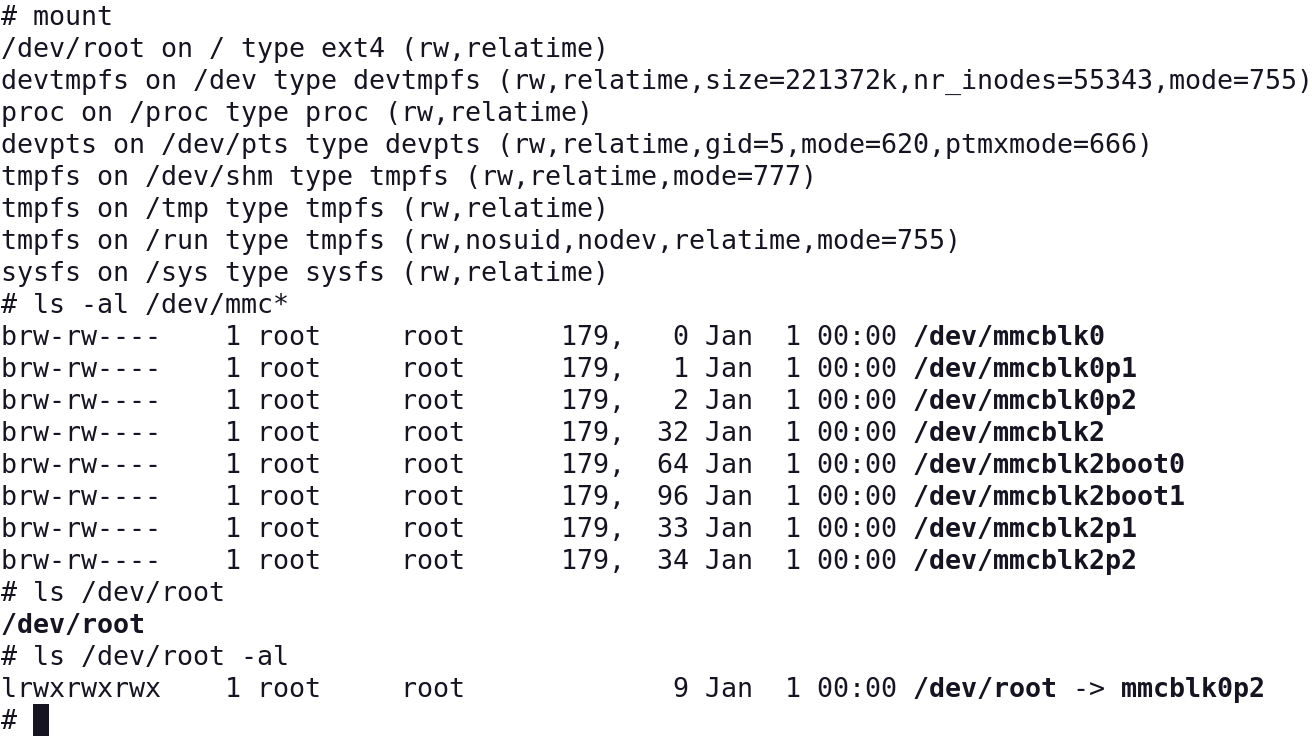 # mount
/dev/root on / type ext4 (rw,relatime)
devtmpfs on /dev type devtmpfs (rw,relatime,size=221372k,nr_inodes=55343,mode=755)
proc on /proc type proc (rw,relatime)
devpts on /dev/pts type devpts (rw,relatime,gid=5,mode=620,ptmxmode=666)
tmpfs on /dev/shm type tmpfs (rw,relatime,mode=777)
tmpfs on /tmp type tmpfs (rw,relatime)
tmpfs on /run type tmpfs (rw,nosuid,nodev,relatime,mode=755)
sysfs on /sys type sysfs (rw,relatime)
# ls -al /dev/mmc*
brw-rw----    1 root     root      179,   0 Jan  1 00:00 /dev/mmcblk0
brw-rw----    1 root     root      179,   1 Jan  1 00:00 /dev/mmcblk0p1
brw-rw----    1 root     root      179,   2 Jan  1 00:00 /dev/mmcblk0p2
brw-rw----    1 root     root      179,  32 Jan  1 00:00 /dev/mmcblk2
brw-rw----    1 root     root      179,  64 Jan  1 00:00 /dev/mmcblk2boot0
brw-rw----    1 root     root      179,  96 Jan  1 00:00 /dev/mmcblk2boot1
brw-rw----    1 root     root      179,  33 Jan  1 00:00 /dev/mmcblk2p1
brw-rw----    1 root     root      179,  34 Jan  1 00:00 /dev/mmcblk2p2
# ls /dev/root
/dev/root
# ls /dev/root -al
lrwxrwxrwx    1 root     root             9 Jan  1 00:00 /dev/root -> mmcblk0p2
#